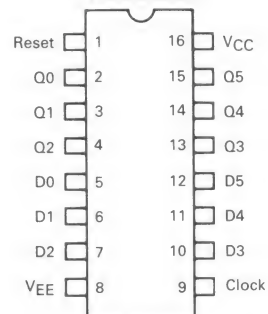 Reset 1 16 VCC
Q0 2 15 Q5
Q1 3 14 Q4
Q2 4 13 Q3
D0 5 12 D5
D1 6 11 D4
D2 7 10 D3
VEE 8 9 Clock